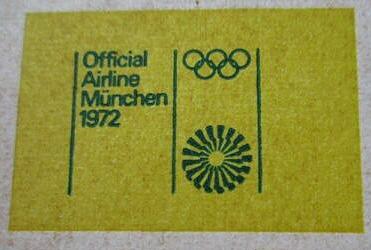 Official
Airline
München
1972